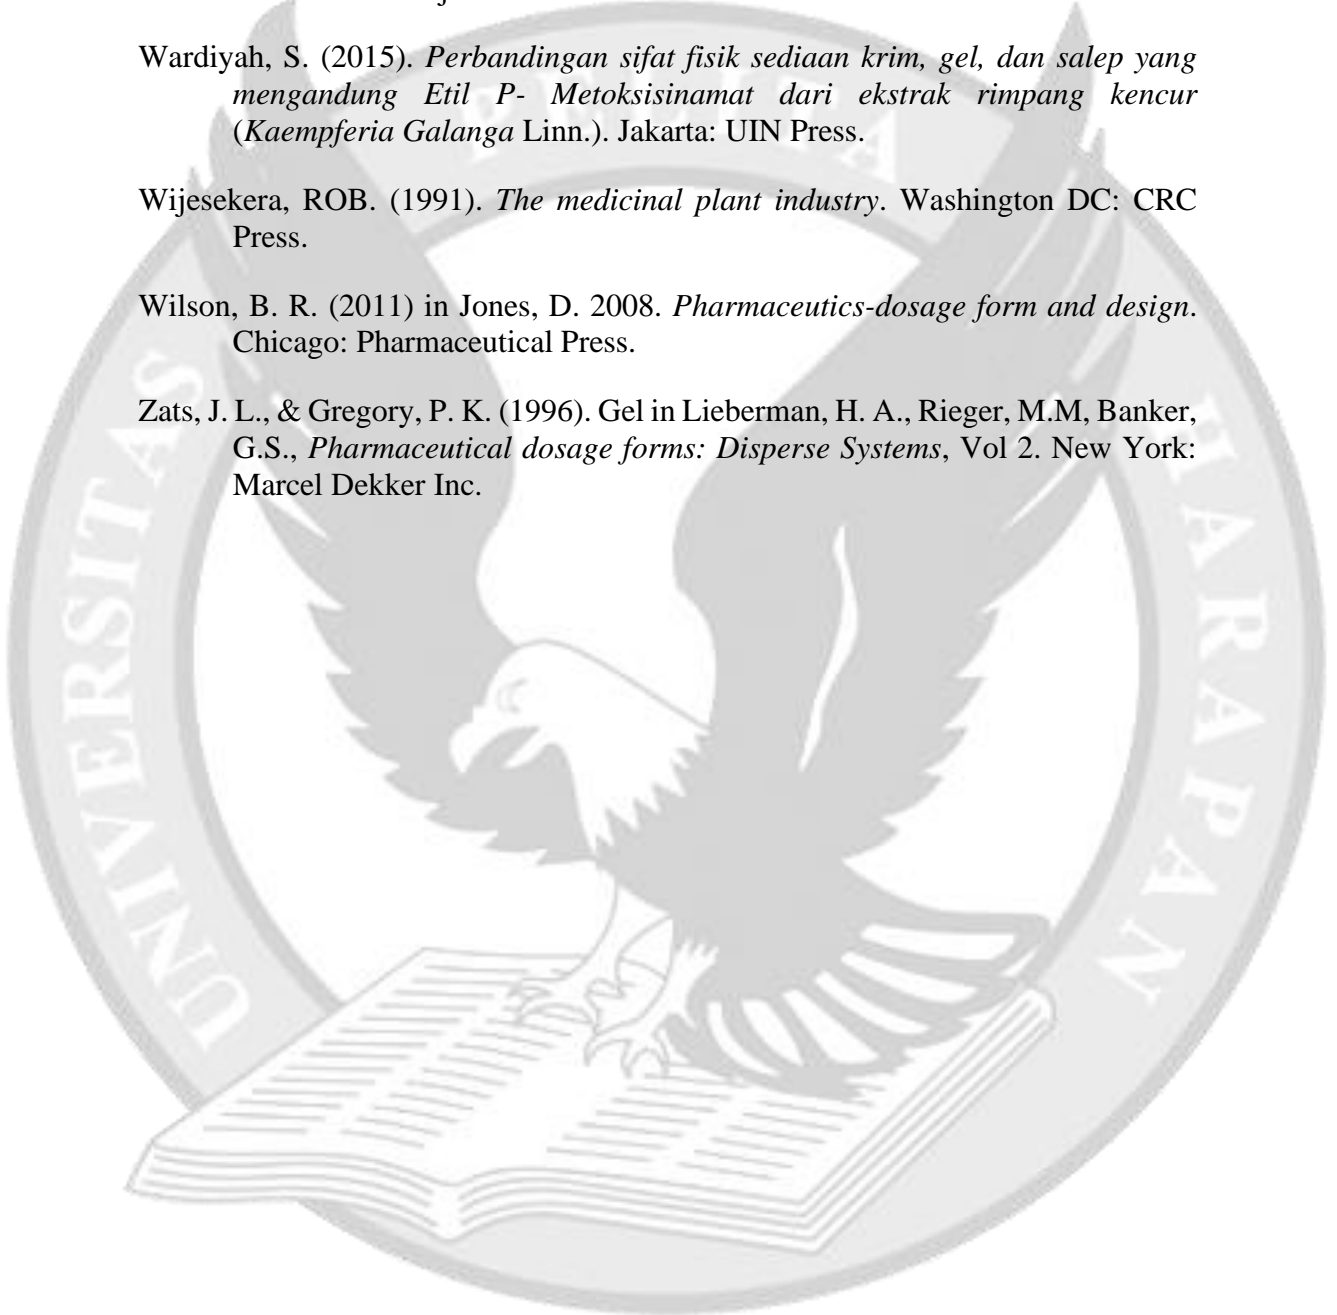 Wardiyah, S. (2015). Perbandingan sifat fisik sediaan krim, gel, dan salep yang
mengandung Etil P- Metoksisinamat dari ekstrak rimpang kencur
(Kaempferia Galanga Linn.). Jakarta: UIN Press.
Wijesekera, ROB. (1991). The medicinal plant industry. Washington DC: CRC
Press.
Wilson, B. R. (2011) in Jones, D. 2008. Pharmaceutics-dosage form and design.
Chicago: Pharmaceutical Press.
Zats, J. L., & Gregory, P. K. (1996). Gel in Lieberman, H. A., Rieger, M.M, Banker,
G.S., Pharmaceutical dosage forms: Disperse Systems, Vol 2. New York:
Marcel Dekker Inc.
UNIVERSITAS
PELITA
HARAPAN